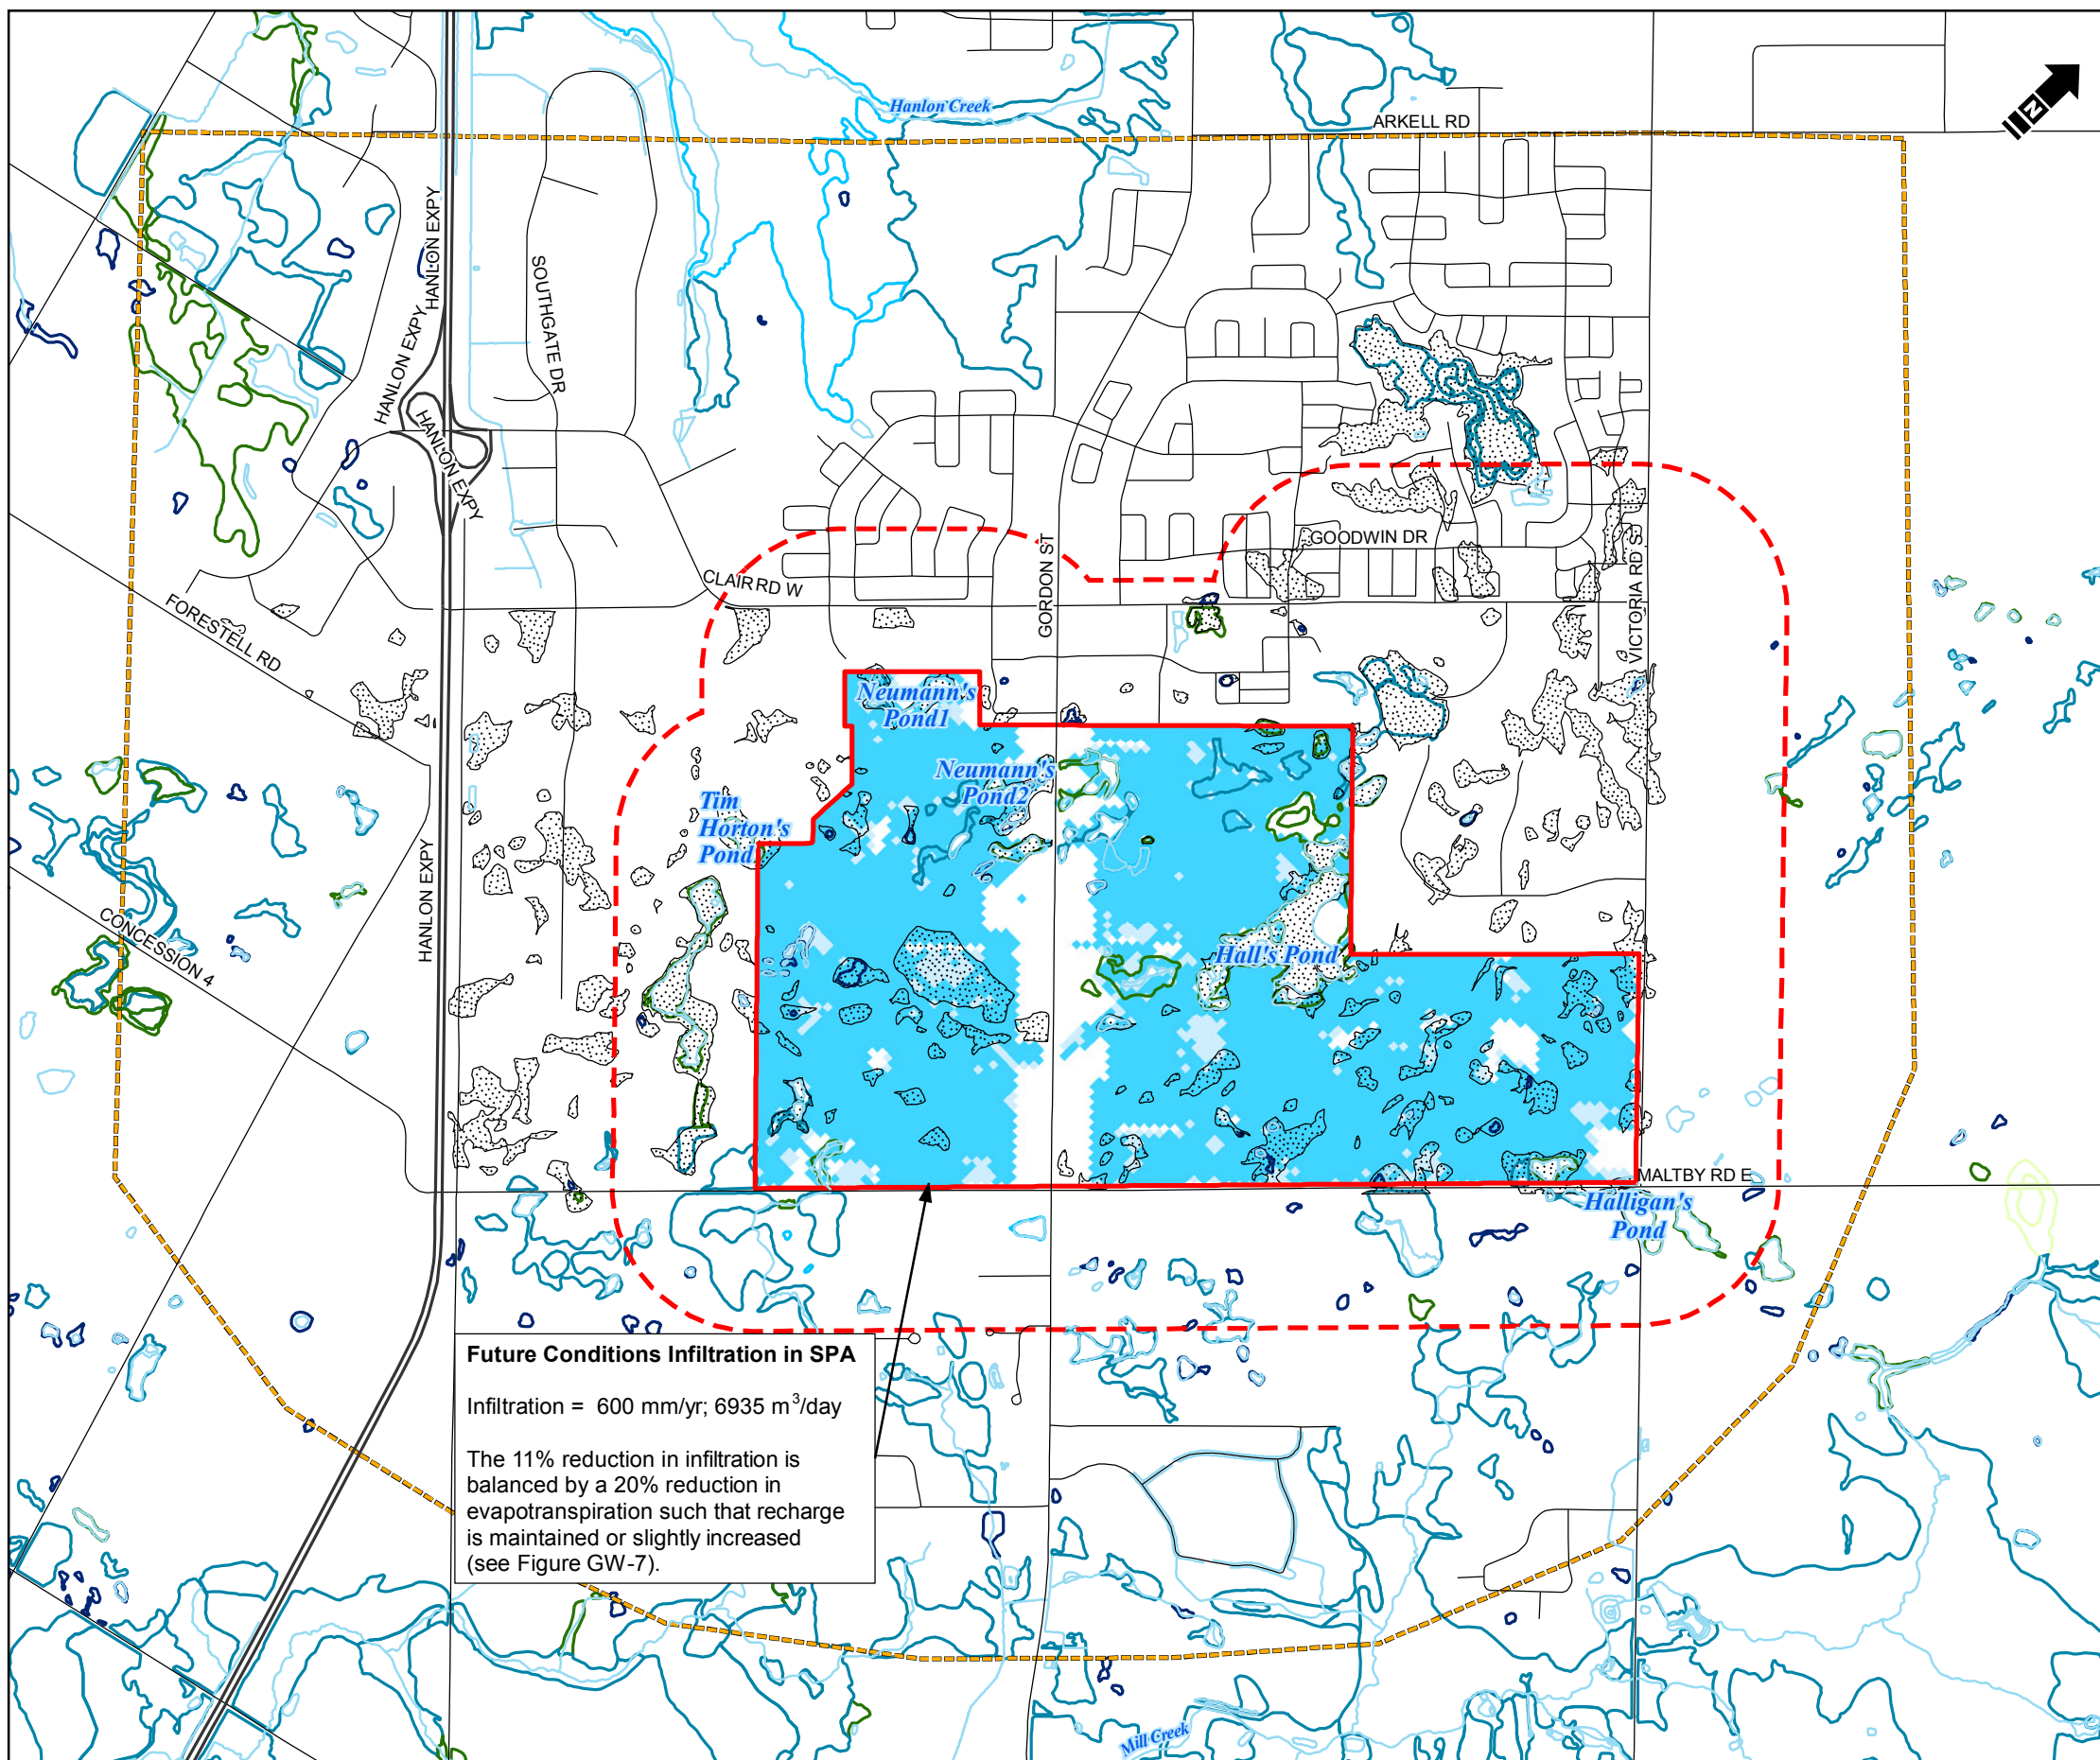 Hanlon Creek
ARKELL RD
N
HANLON EXPY
HANLON EXPY
HANLON EXPY
SOUTHGATE DR
GORDON ST
GOODWIN DR
VICTORIA RD S
CLAIR RD W
FORESTELL RD
Neumann's
Pond1
Neumann's
Pond2
Tim
Horton's
Pond
HANLON EXPY
CONCESSION 4
Hall's Pond
MALTBY RD E
Halligan's
Pond
Future Conditions Infiltration in SPA
Infiltration = 600 mm/yr; 6935 m³/day
The 11% reduction in infiltration is
balanced by a 20% reduction in
evapotranspiration such that recharge
is maintained or slightly increased
(see Figure GW-7).
Mill Creek